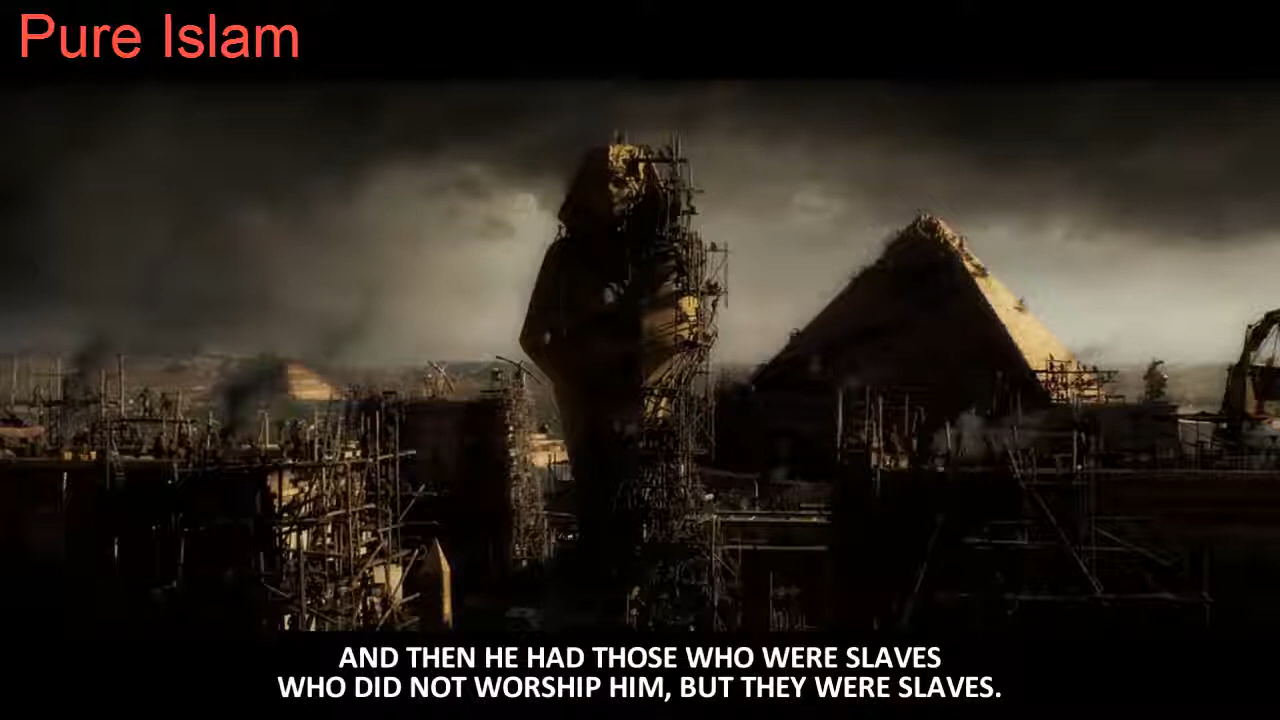 Pure Islam
AND THEN HE HAD THOSE WHO WERE SLAVES
WHO DID NOT WORSHIP HIM, BUT THEY WERE SLAVES.